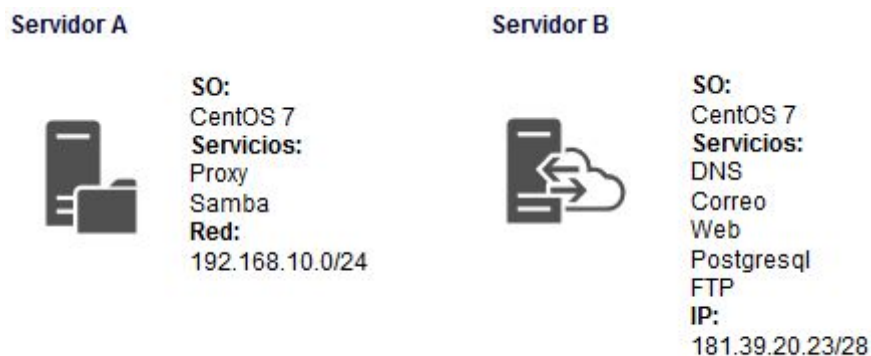 Servidor A
SO:
CentOS 7
Servicios:
Proxy
Samba
Red:
192.168.10.0/24
Servidor B
SO:
CentOS 7
Servicios:
DNS
Correo
Web
Postgresql
FTP
IP:
181.39.20.23/28